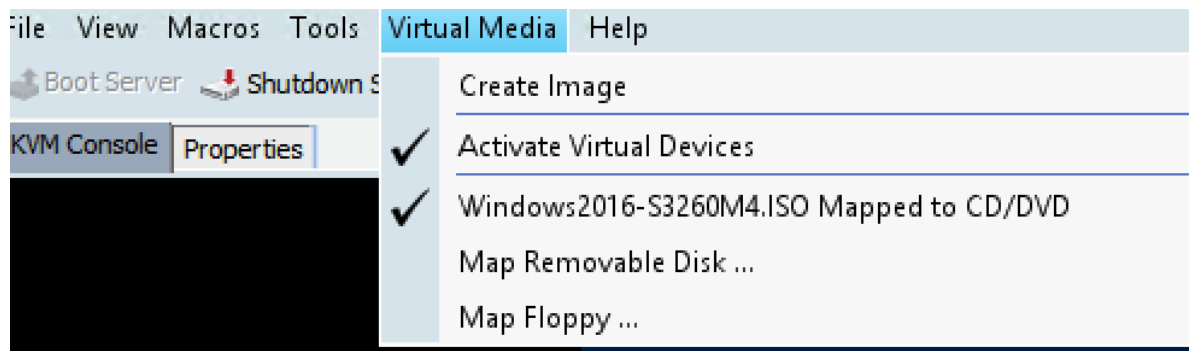 File View Macros Tools Virtual Media Help
Boot Server Shutdown S
Create Image
KVM Console Properties
Activate Virtual Devices
Windows2016-S3260M4.ISO Mapped to CD/DVD
Map Removable Disk ...
Map Floppy ...